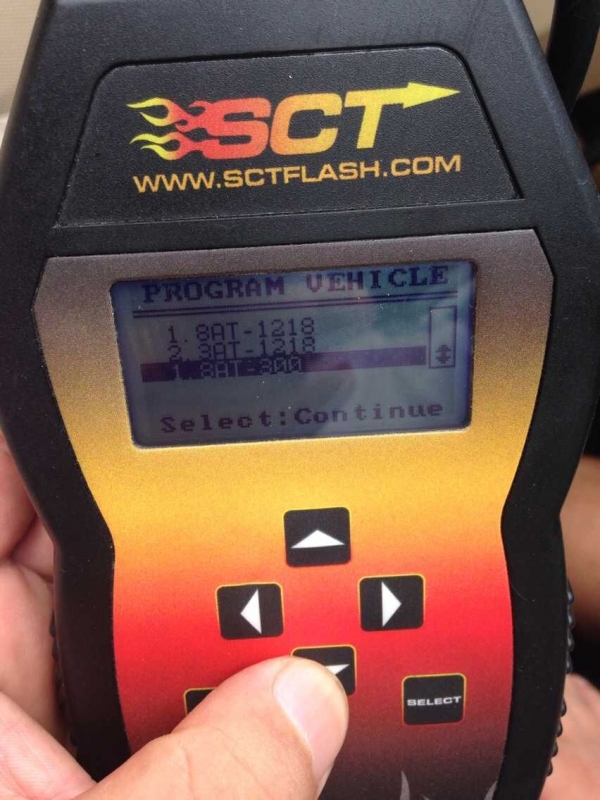 SCT
WWW.SCTFLASH.COM
PROGRAM VEHICLE
1.8AT-1218
2.3AT-1218
1.8AT-300
Select:Continue
SELECT